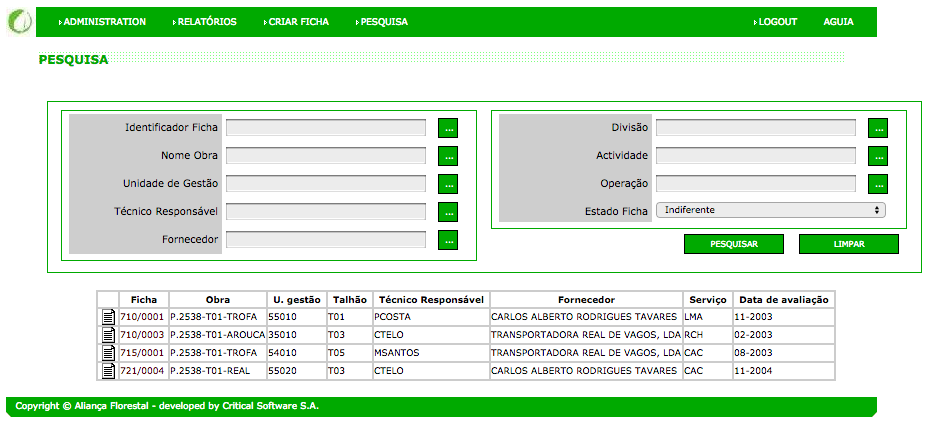 ADMINISTRATION RELATÓRIOS CRIAR FICHA PESQUISA LOGOUT AGUIA
PESQUISA
Identificador Ficha ...
Nome Obra ...
Unidade de Gestão ...
Técnico Responsável ...
Fornecedor ...
Divisão ...
Actividade ...
Operação ...
Estado Ficha Indiferente
PESQUISAR LIMPAR
Ficha Obra U. gestão Talhão Técnico Responsável Fornecedor Serviço Data de avaliação
710/0001 P.2538-T01-TROFA 55010 T01 PCOSTA CARLOS ALBERTO RODRIGUES TAVARES LMA 11-2003
710/0003 P.2538-T01-AROUCA 35010 T03 CTELO TRANSPORTADORA REAL DE VAGOS, LDA RCH 02-2003
715/0001 P.2538-T01-TROFA 54010 T05 MSANTOS TRANSPORTADORA REAL DE VAGOS, LDA CAC 08-2003
721/0004 P.2538-T01-REAL 55020 T03 CTELO CARLOS ALBERTO RODRIGUES TAVARES CAC 11-2004
Copyright © Aliança Florestal - developed by Critical Software S.A.